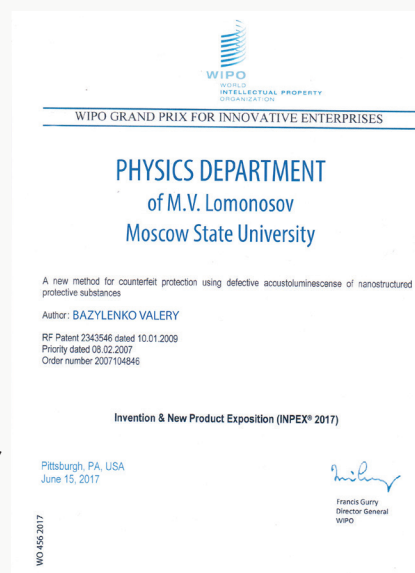 WIPO
WORLD
INTELLECTUAL PROPERTY
ORGANIZATION
WIPO GRAND PRIX FOR INNOVATIVE ENTERPRISES
PHYSICS DEPARTMENT
of M.V. Lomonosov
Moscow State University
A new method for counterfeit protection using defective accoustoluminescense of nanostructured
protective substances
Author: BAZYLENKO VALERY
RF Patent 2343546 dated 10.01.2009
Priority dated 08.02.2007
Order number 2007104846
Invention & New Product Exposition (INPEX® 2017)
Pittsburgh, PA, USA
June 15, 2017
Francis Gurry
Director General
WIPO
WO 456 2017